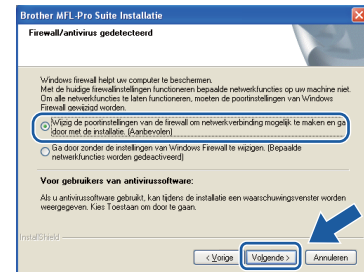 Brother MFL-Pro Suite Installatie
Firewall/antivirus gedetecteerd
Windows firewall helpt uw computer te beschermen.
Met de huidige firewallinstellingen functioneren bepaalde netwerkfuncties op uw machine niet.
Om alle netwerkfuncties te laten functioneren, moeten de poortinstellingen van Windows
Firewall gewijzigd worden.
Wijzig de poortinstellingen van de firewall om netwerkverbinding mogelijk te maken en ga
door met de installatie. (Aanbevolen)
Ga door zonder de instellingen van Windows Firewall te wijzigen. (Bepaalde
netwerkfuncties worden gedeactiveerd)
Voor gebruikers van antivirussoftware:
Als u antivirussoftware gebruikt, kan tijdens de installatie een waarschuwingsvenster worden
weergegeven. Kies Toestaan om door te gaan.
InstallShield
< Vorige
Volgende >
Annuleren